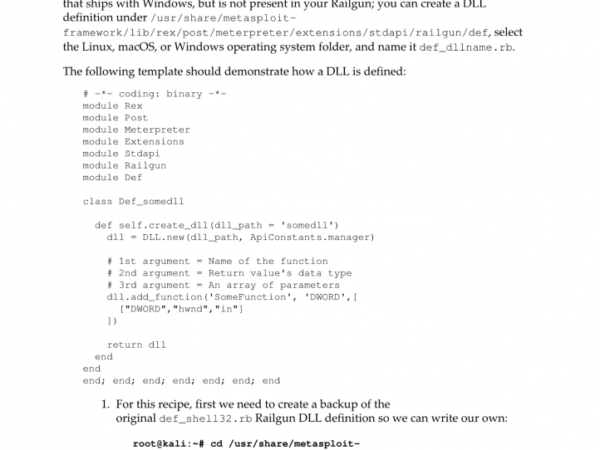 that ships with Windows, but is not present in your Railgun; you can create a DLL
definition under /usr/share/metasploit-
framework/lib/rex/post/meterpreter/extensions/stdapi/railgun/def, select
the Linux, macOS, or Windows operating system folder, and name it def_dllname.rb.
The following template should demonstrate how a DLL is defined:
# -*- coding: binary -*-
module Rex
module Post
module Meterpreter
module Extensions
module Stdapi
module Railgun
module Def
class Def_somedll
def self.create_dll(dll_path = 'somedll')
dll = DLL.new(dll_path, ApiConstants.manager)
# 1st argument = Name of the function
# 2nd argument = Return value's data type
# 3rd argument = An array of parameters
dll.add_function('SomeFunction', 'DWORD',[
["DWORD","hwnd","in"]
])
return dll
end
end
end; end; end; end; end; end; end
1. For this recipe, first we need to create a backup of the
original def_shell32.rb Railgun DLL definition so we can write our own:
root@kali:~# cd /usr/share/metasploit-